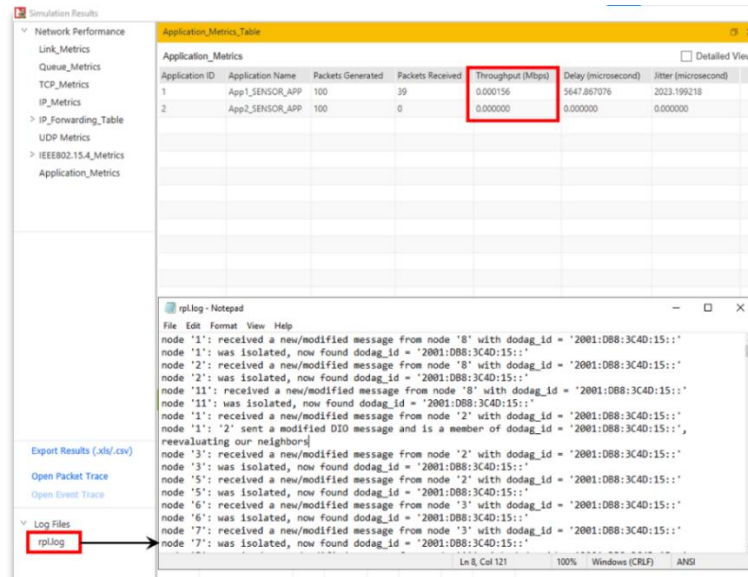 Simulation Results
Network Performance
Link_Metrics
Queue_Metrics
TCP_Metrics
IP_Metrics
IP_Forwarding_Table
UDP Metrics
IEEE802.15.4_Metrics
Application_Metrics
Export Results (.xls/.csv)
Open Packet Trace
Open Event Trace
Log Files
rpl.log
Application_Metrics_Table
Application_Metrics
Detailed View
Application ID Application Name Packets Generated Packets Received Throughput (Mbps) Delay (microsecond) Jitter (microsecond)
1 App1_SENSOR_APP 100 39 0.000156 5647.867076 2023.199218
2 App2_SENSOR_APP 100 0 0.000000 0.000000 0.000000
rpl.log - Notepad
File Edit Format View Help
node '1': received a new/modified message from node '8' with dodag_id = '2001:DB8:3C4D:15::'
node '1': was isolated, now found dodag_id = '2001:DB8:3C4D:15::'
node '2': received a new/modified message from node '8' with dodag_id = '2001:DB8:3C4D:15::'
node '2': was isolated, now found dodag_id = '2001:DB8:3C4D:15::'
node '11': received a new/modified message from node '8' with dodag_id = '2001:DB8:3C4D:15::'
node '11': was isolated, now found dodag_id = '2001:DB8:3C4D:15::'
node '1': received a new/modified message from node '2' with dodag_id = '2001:DB8:3C4D:15::'
node '1': '2' sent a modified DIO message and is a member of dodag_id = '2001:DB8:3C4D:15::',
reevaluating our neighbors
node '3': received a new/modified message from node '2' with dodag_id = '2001:DB8:3C4D:15::'
node '3': was isolated, now found dodag_id = '2001:DB8:3C4D:15::'
node '5': received a new/modified message from node '2' with dodag_id = '2001:DB8:3C4D:15::'
node '5': was isolated, now found dodag_id = '2001:DB8:3C4D:15::'
node '6': received a new/modified message from node '3' with dodag_id = '2001:DB8:3C4D:15::'
node '6': was isolated, now found dodag_id = '2001:DB8:3C4D:15::'
node '7': received a new/modified message from node '3' with dodag_id = '2001:DB8:3C4D:15::'
node '7': was isolated, now found dodag_id = '2001:DB8:3C4D:15::'
Ln 8, Col 121 100% Windows (CRLF) ANSI